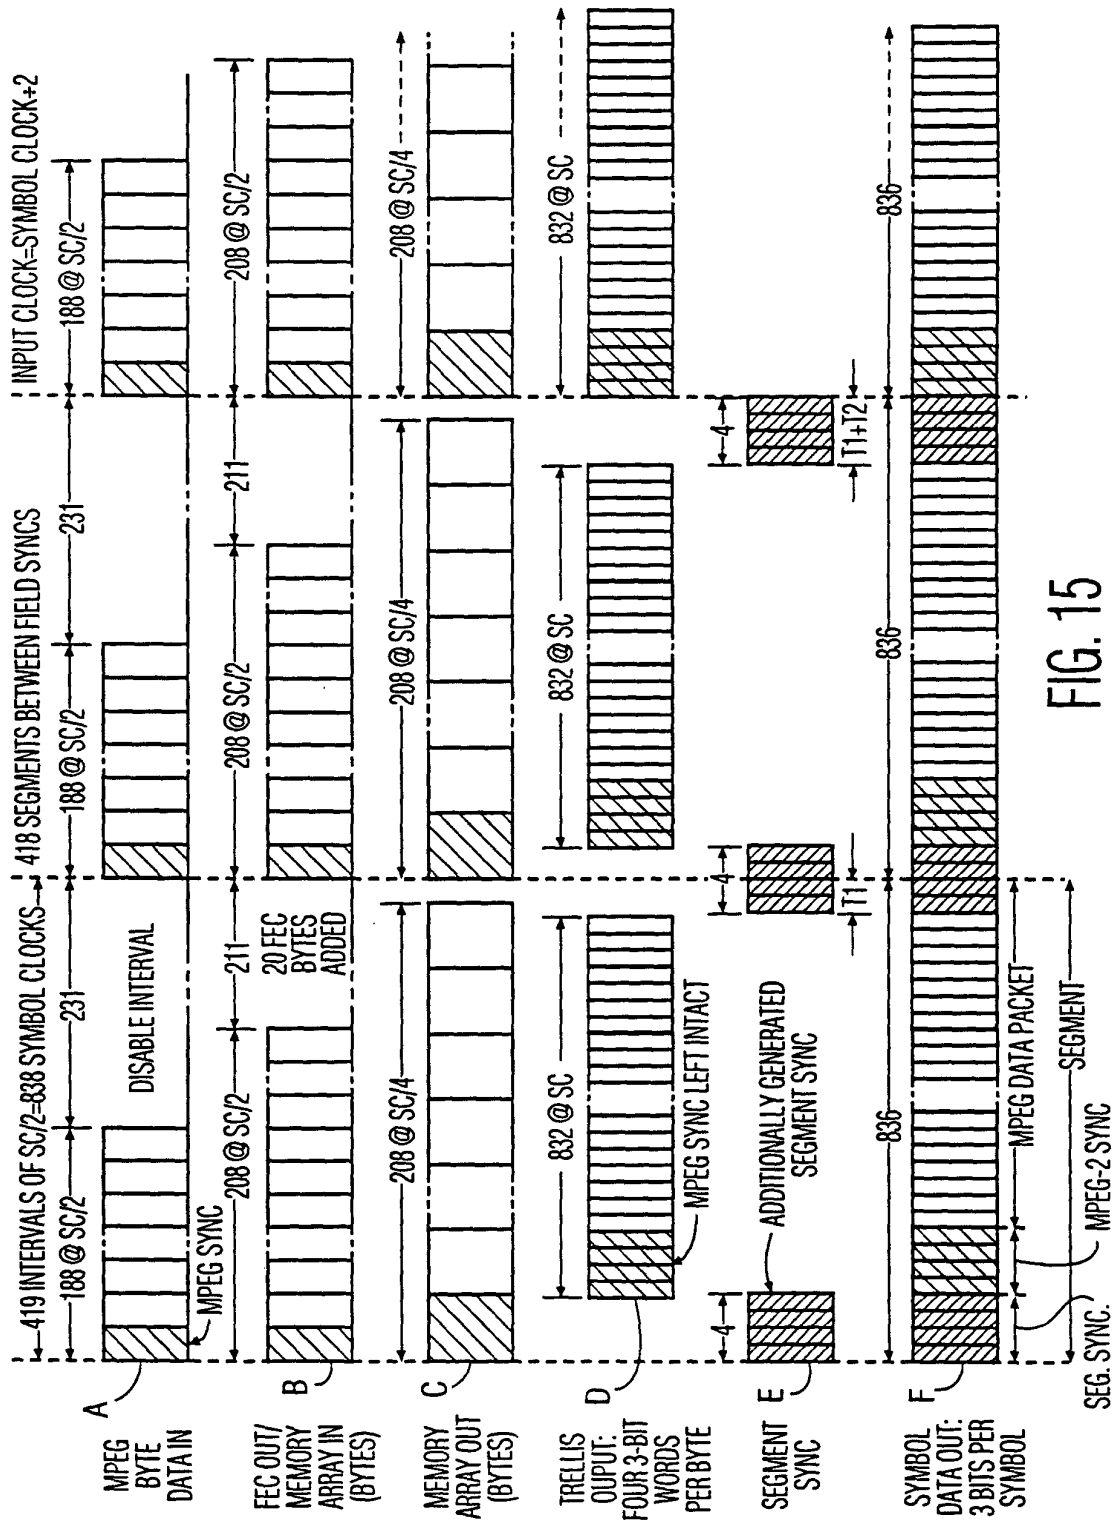 INPUT CLOCK=SYMBOL CLOCK÷2
418 SEGMENTS BETWEEN FIELD SYNCS
419 INTERVALS OF SC/2=838 SYMBOL CLOCKS
188 @ SC/2
231
188 @ SC/2
231
188 @ SC/2
A
MPEG
BYTE
DATA IN
MPEG SYNC
DISABLE INTERVAL
208 @ SC/2
211
208 @ SC/2
211
208 @ SC/2
B
FEC OUT/
MEMORY
ARRAY IN
(BYTES)
20 FEC
BYTES
ADDED
208 @ SC/4
208 @ SC/4
208 @ SC/4
C
MEMORY
ARRAY OUT
(BYTES)
832 @ SC
832 @ SC
832 @ SC
D
TRELLIS
OUPUT:
FOUR 3-BIT
WORDS
PER BYTE
MPEG SYNC LEFT INTACT
4
4
4
E
SEGMENT
SYNC
ADDITIONALLY GENERATED
SEGMENT SYNC
T1
T1+T2
836
836
836
F
SYMBOL
DATA OUT:
3 BITS PER
SYMBOL
MPEG DATA PACKET
SEGMENT
MPEG-2 SYNC
SEG. SYNC.
FIG. 15